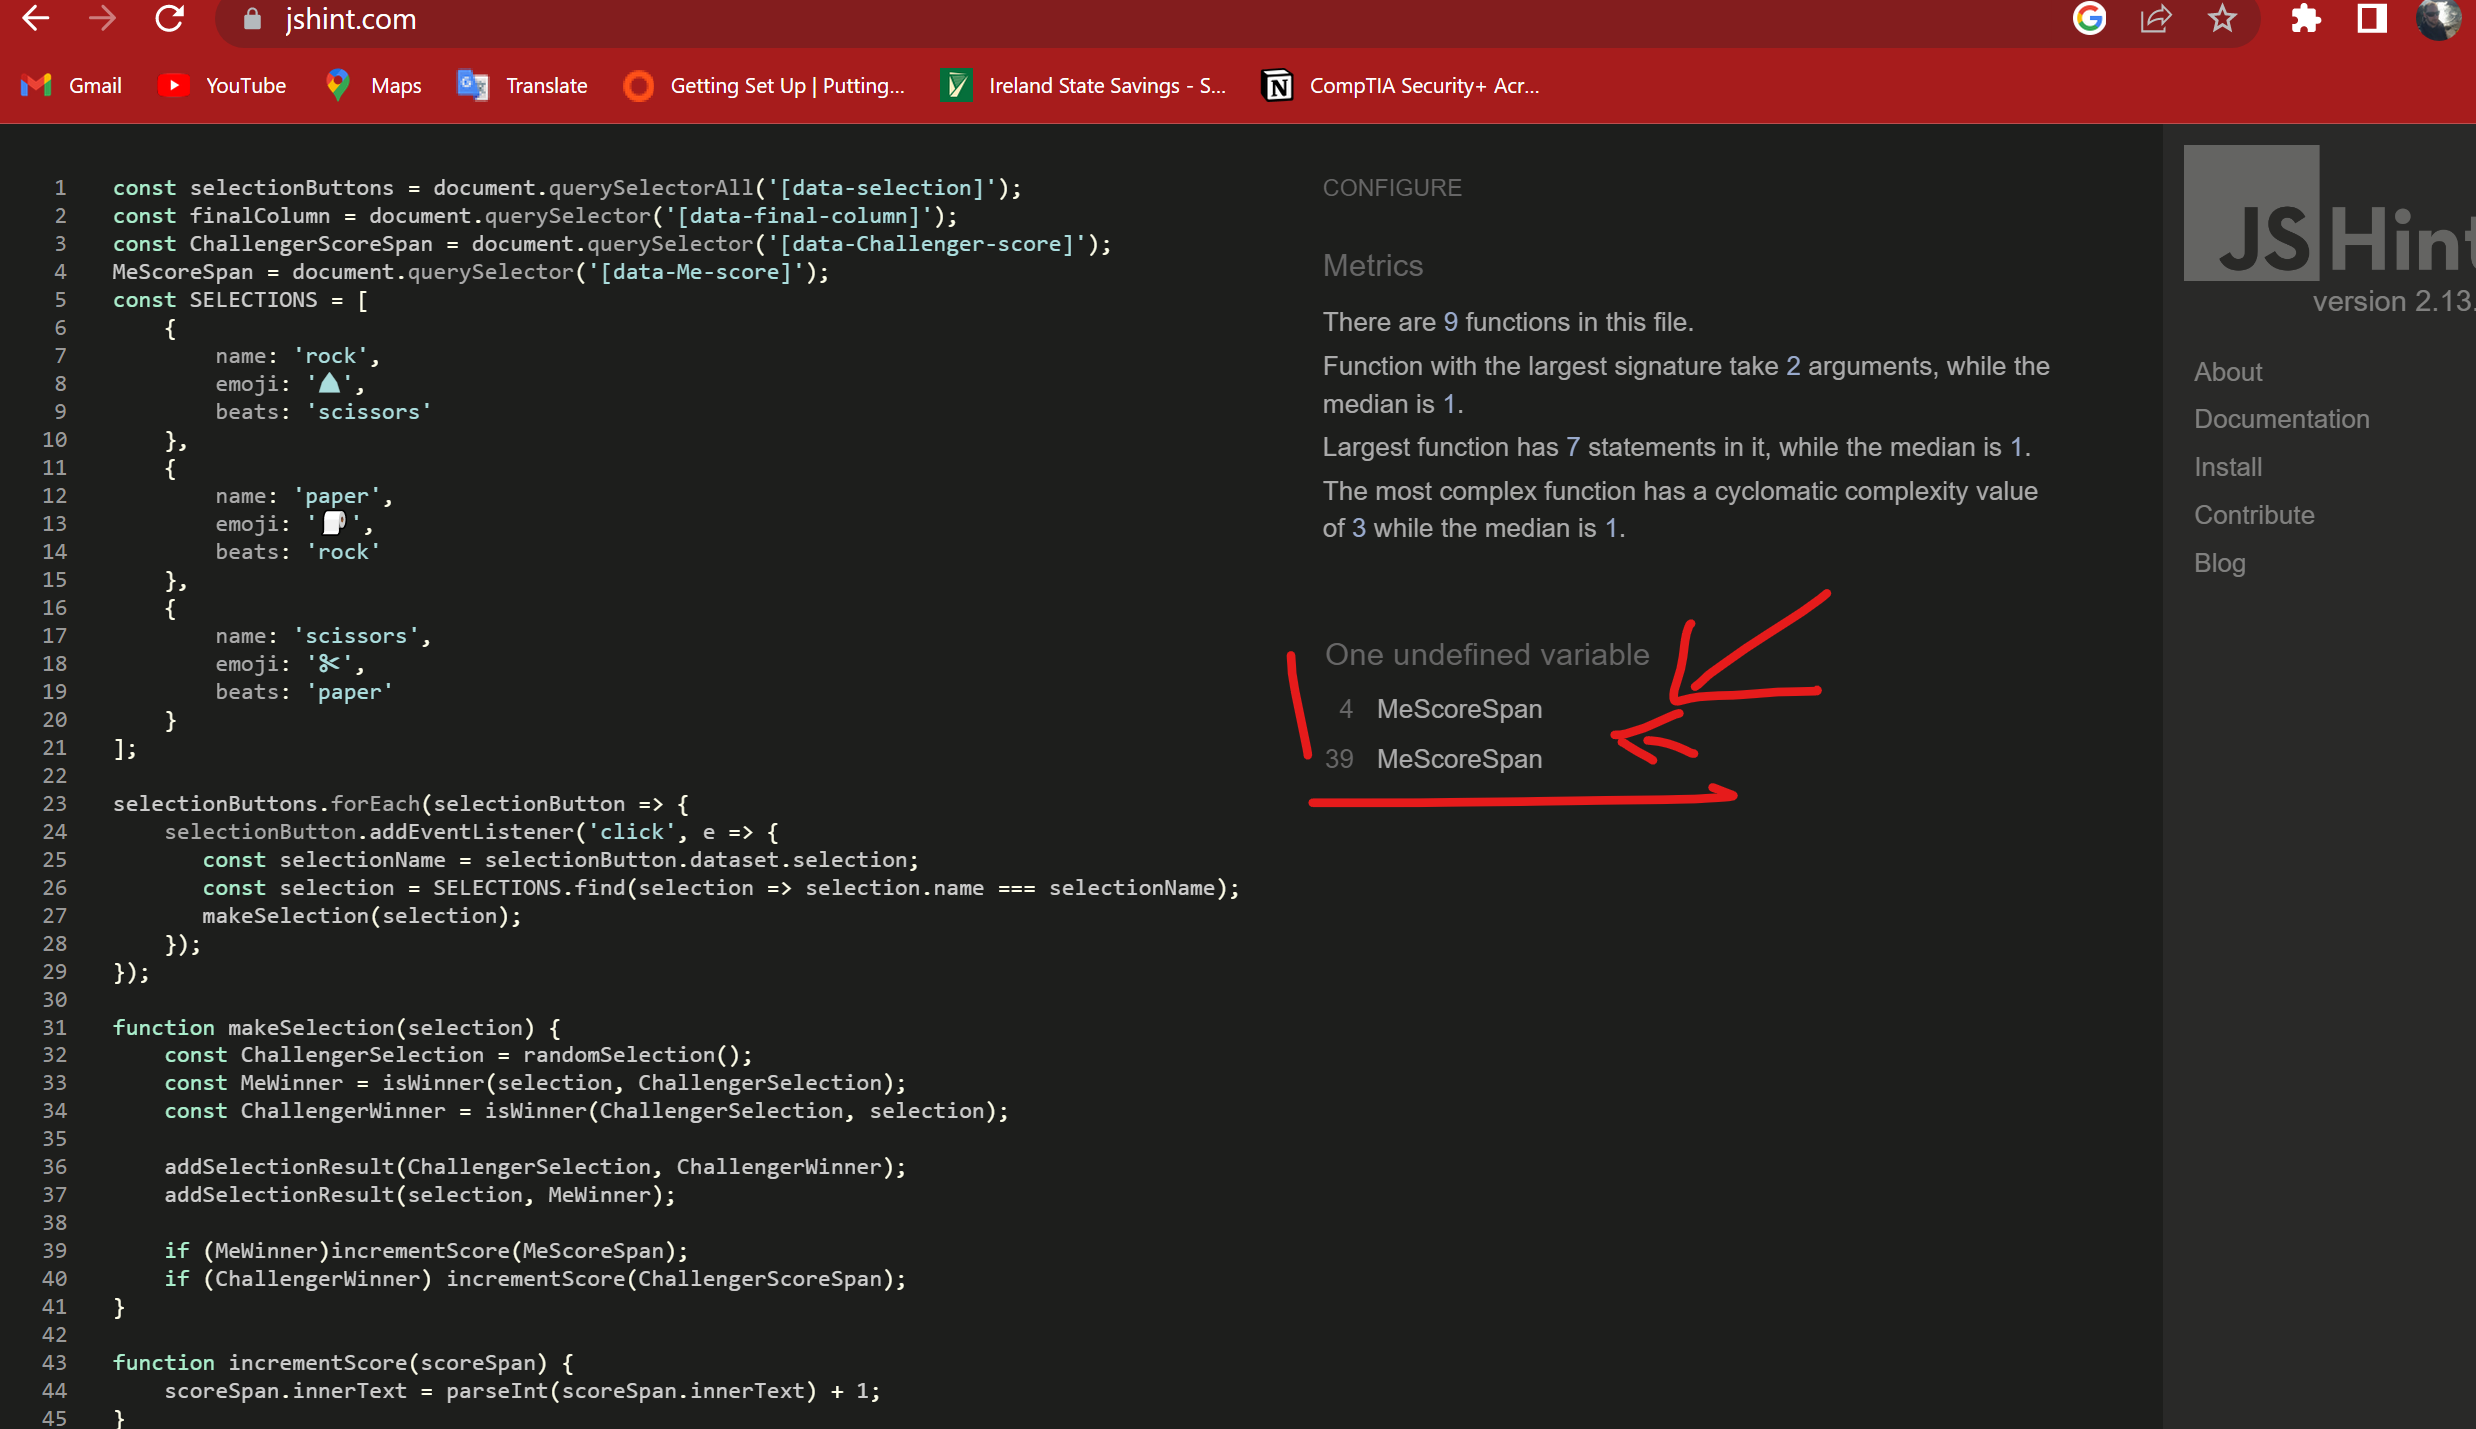 jshint.com
Gmail YouTube Maps Translate Getting Set Up | Putting... Ireland State Savings - S... CompTIA Security+ Acr...
1 const selectionButtons = document.querySelectorAll('[data-selection]');
2 const finalColumn = document.querySelector('[data-final-column]');
3 const ChallengerScoreSpan = document.querySelector('[data-Challenger-score]');
4 MeScoreSpan = document.querySelector('[data-Me-score]');
5 const SELECTIONS = [
6 {
7 name: 'rock',
8 emoji: '',
9 beats: 'scissors'
10 },
11 {
12 name: 'paper',
13 emoji: '🧻',
14 beats: 'rock'
15 },
16 {
17 name: 'scissors',
18 emoji: '✂',
19 beats: 'paper'
20 }
21 ];
22
23 selectionButtons.forEach(selectionButton => {
24 selectionButton.addEventListener('click', e => {
25 const selectionName = selectionButton.dataset.selection;
26 const selection = SELECTIONS.find(selection => selection.name === selectionName);
27 makeSelection(selection);
28 });
29 });
30
31 function makeSelection(selection) {
32 const ChallengerSelection = randomSelection();
33 const MeWinner = isWinner(selection, ChallengerSelection);
34 const ChallengerWinner = isWinner(ChallengerSelection, selection);
35
36 addSelectionResult(ChallengerSelection, ChallengerWinner);
37 addSelectionResult(selection, MeWinner);
38
39 if (MeWinner)incrementScore(MeScoreSpan);
40 if (ChallengerWinner) incrementScore(ChallengerScoreSpan);
41 }
42
43 function incrementScore(scoreSpan) {
44 scoreSpan.innerText = parseInt(scoreSpan.innerText) + 1;
45 }
CONFIGURE
Metrics
There are 9 functions in this file.
Function with the largest signature take 2 arguments, while the
median is 1.
Largest function has 7 statements in it, while the median is 1.
The most complex function has a cyclomatic complexity value
of 3 while the median is 1.
One undefined variable
4 MeScoreSpan
39 MeScoreSpan
JSHint
version 2.13.
About
Documentation
Install
Contribute
Blog